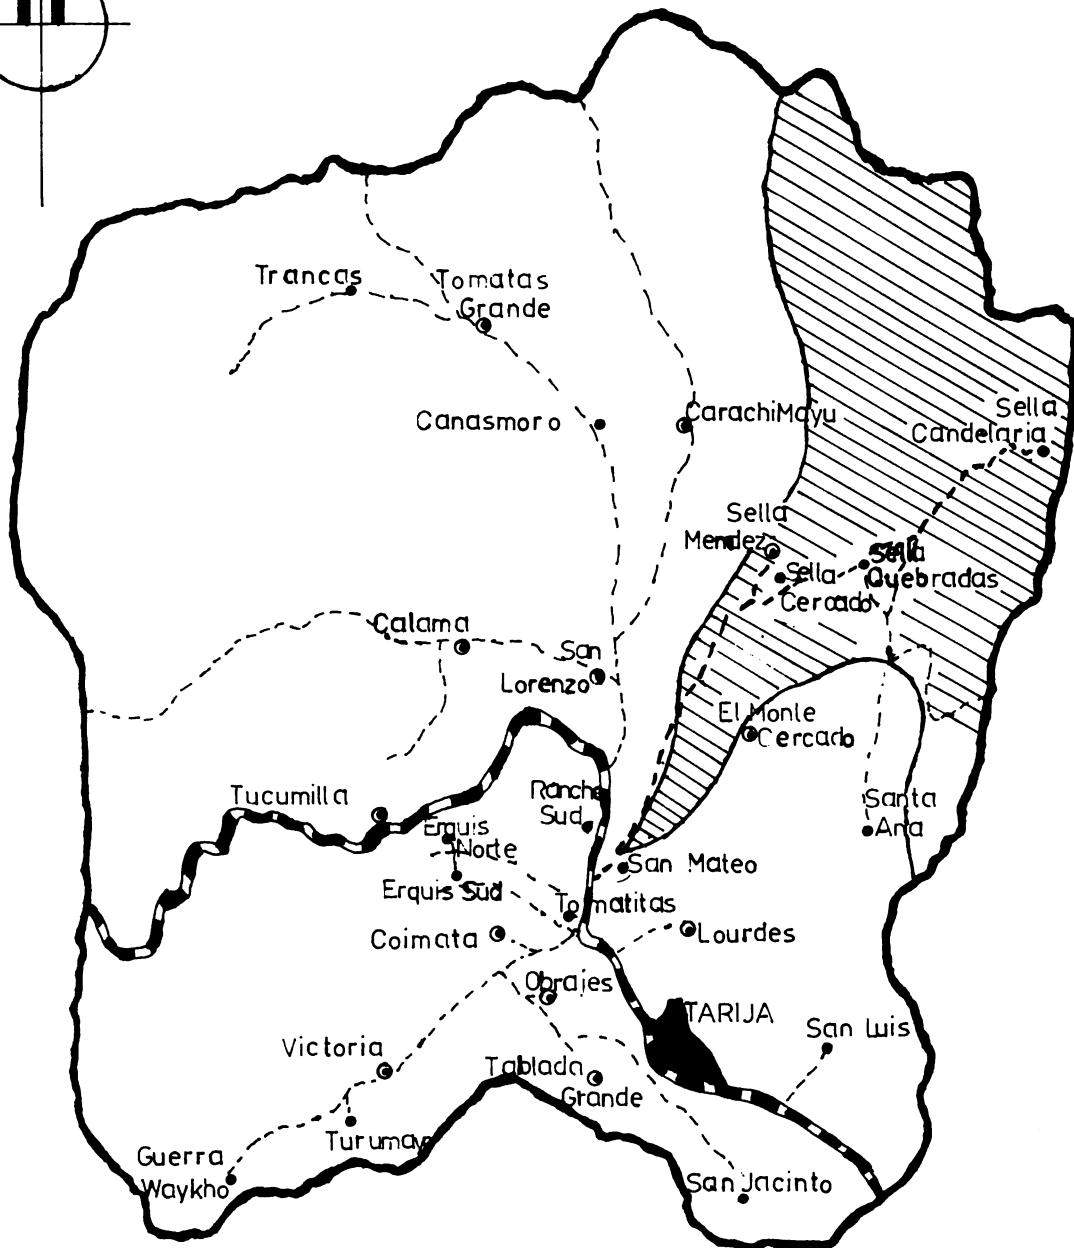 Trancas
Tomatas
Grande
Canasmoro
CarachiMayu
Sella
Candelaria
Sella
Mendez
Sella
Cercado
Sella
Quebradas
Calama
San
Lorenzo
El Monte
Cercado
Tucumilla
Rancho
Sud
Erquis
Norte
Santa
Ana
San Mateo
Erquis Sud
Tomatitas
Coimata
Lourdes
Obrajes
TARIJA
San Luis
Victoria
Tablada
Grande
Turumayo
Guerra
Waykho
San Jacinto